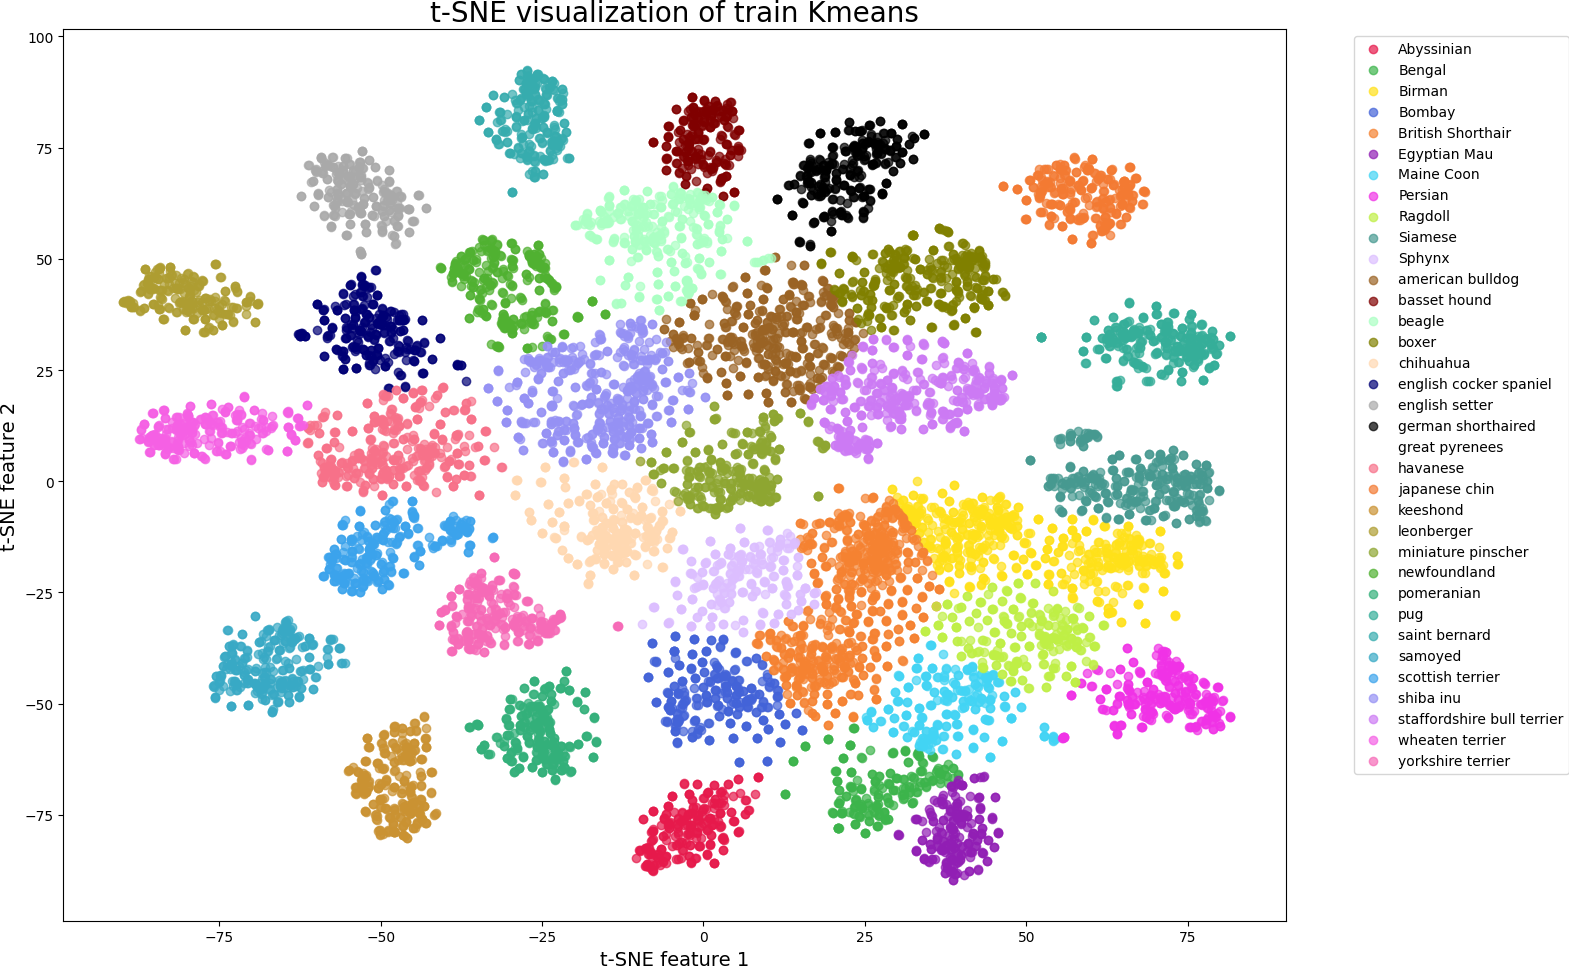 t-SNE visualization of train Kmeans
100
75
50
25
0
−25
−50
−75
t-SNE feature 2
−75
−50
−25
0
25
50
75
t-SNE feature 1
Abyssinian
Bengal
Birman
Bombay
British Shorthair
Egyptian Mau
Maine Coon
Persian
Ragdoll
Siamese
Sphynx
american bulldog
basset hound
beagle
boxer
chihuahua
english cocker spaniel
english setter
german shorthaired
great pyrenees
havanese
japanese chin
keeshond
leonberger
miniature pinscher
newfoundland
pomeranian
pug
saint bernard
samoyed
scottish terrier
shiba inu
staffordshire bull terrier
wheaten terrier
yorkshire terrier